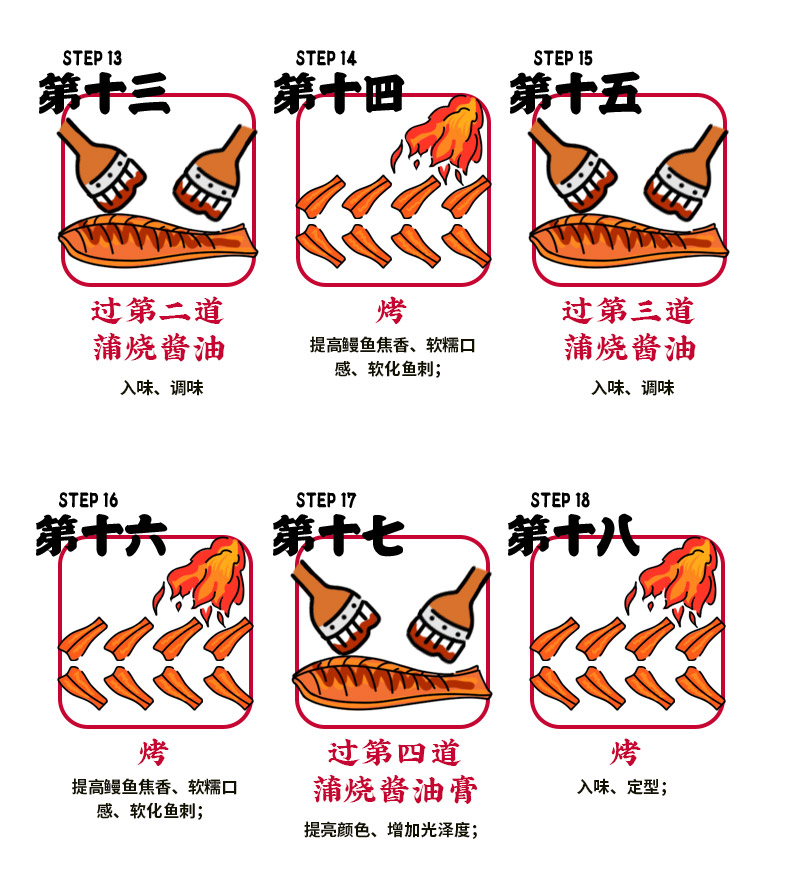 STEP 13
第十三
过第二道
蒲烧酱油
入味、调味
STEP 14
第十四
烤
提高鳗鱼焦香、软糯口
感、软化鱼刺；
STEP 15
第十五
过第三道
蒲烧酱油
入味、调味
STEP 16
第十六
烤
提高鳗鱼焦香、软糯口
感、软化鱼刺；
STEP 17
第十七
过第四道
蒲烧酱油膏
提亮颜色、增加光泽度；
STEP 18
第十八
烤
入味、定型；